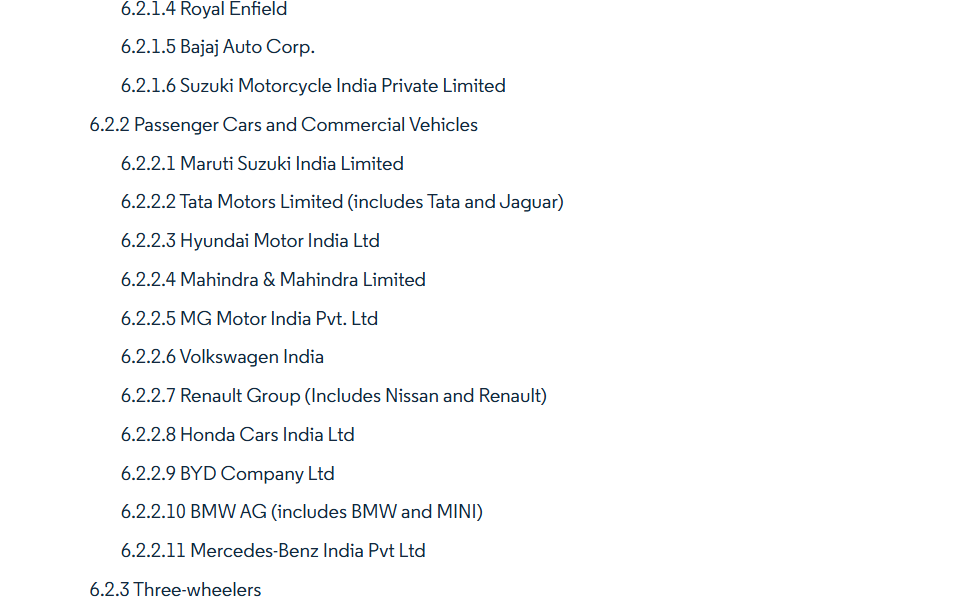 6.2.1.4 Royal Enfield
6.2.1.5 Bajaj Auto Corp.
6.2.1.6 Suzuki Motorcycle India Private Limited
6.2.2 Passenger Cars and Commercial Vehicles
6.2.2.1 Maruti Suzuki India Limited
6.2.2.2 Tata Motors Limited (includes Tata and Jaguar)
6.2.2.3 Hyundai Motor India Ltd
6.2.2.4 Mahindra & Mahindra Limited
6.2.2.5 MG Motor India Pvt. Ltd
6.2.2.6 Volkswagen India
6.2.2.7 Renault Group (Includes Nissan and Renault)
6.2.2.8 Honda Cars India Ltd
6.2.2.9 BYD Company Ltd
6.2.2.10 BMW AG (includes BMW and MINI)
6.2.2.11 Mercedes-Benz India Pvt Ltd
6.2.3 Three-wheelers